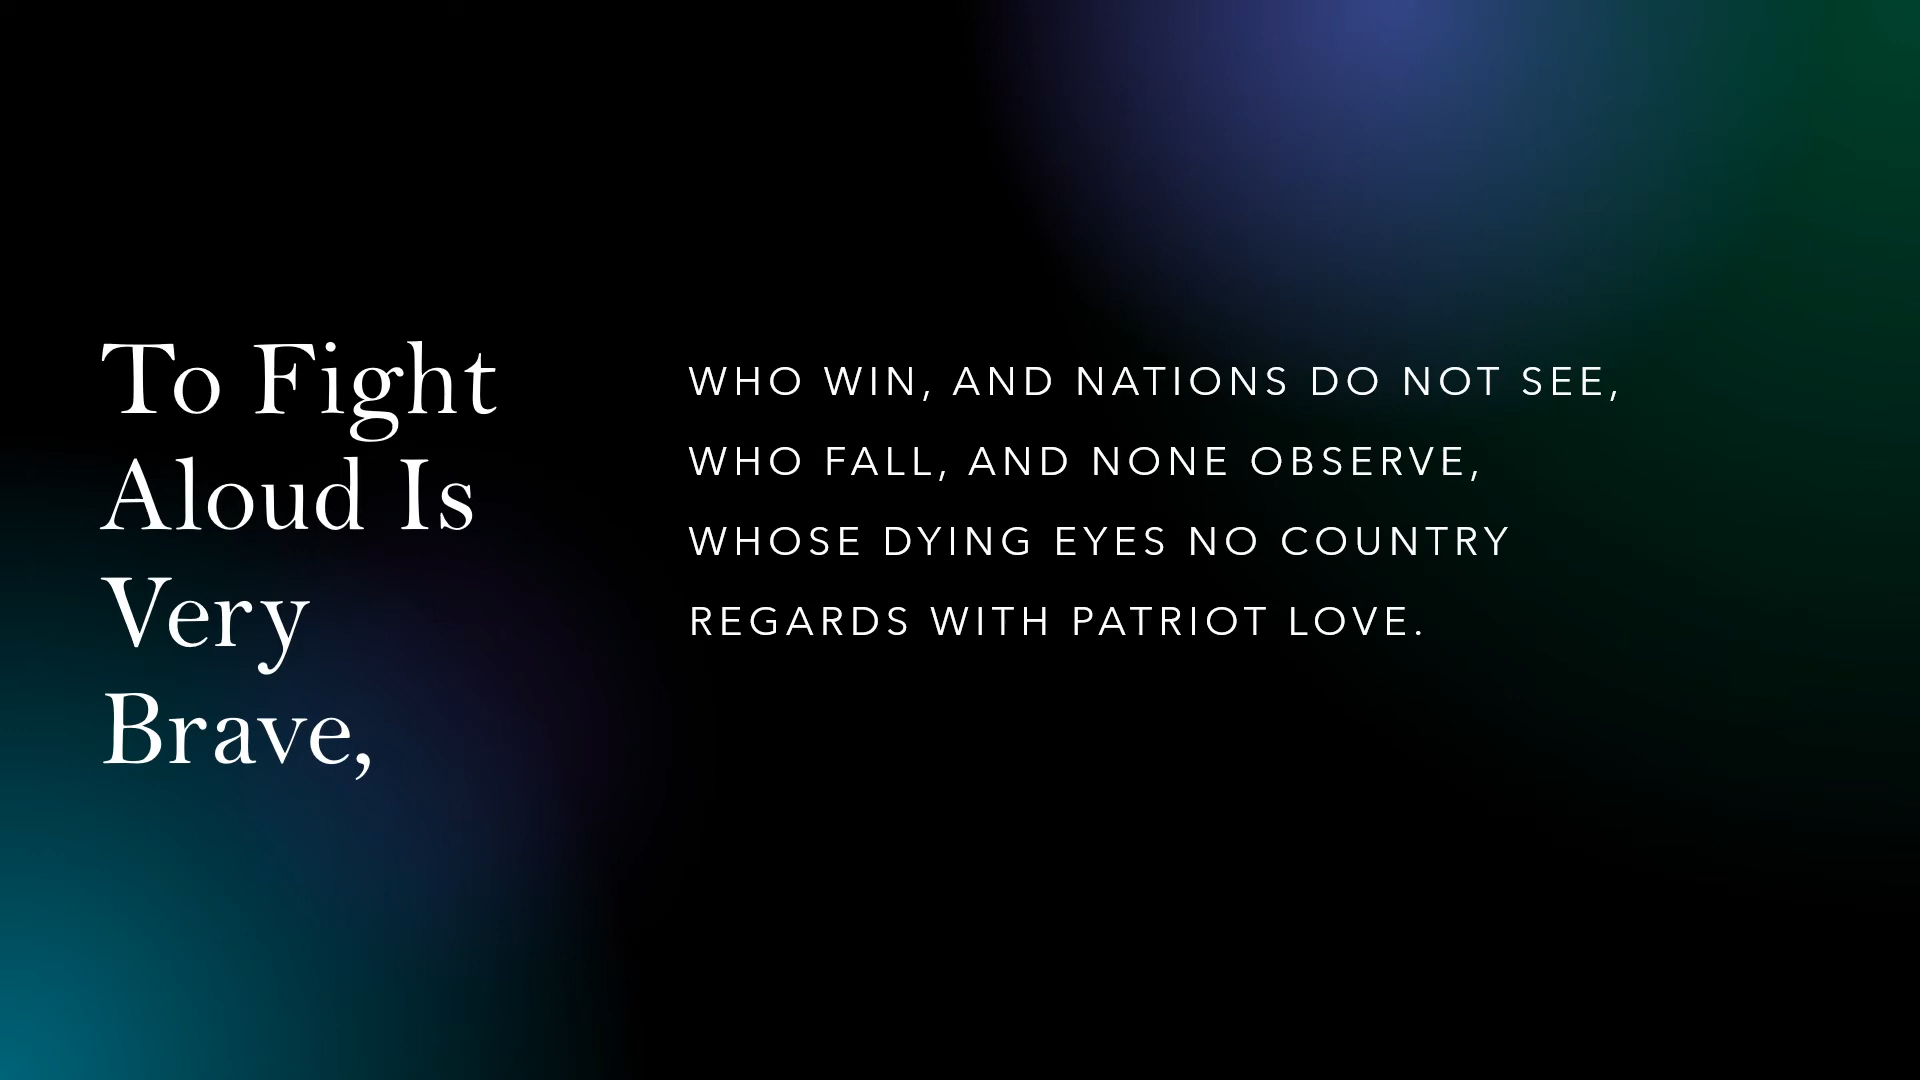 To Fight
Aloud Is
Very
Brave,
WHO WIN, AND NATIONS DO NOT SEE,
WHO FALL, AND NONE OBSERVE,
WHOSE DYING EYES NO COUNTRY
REGARDS WITH PATRIOT LOVE.